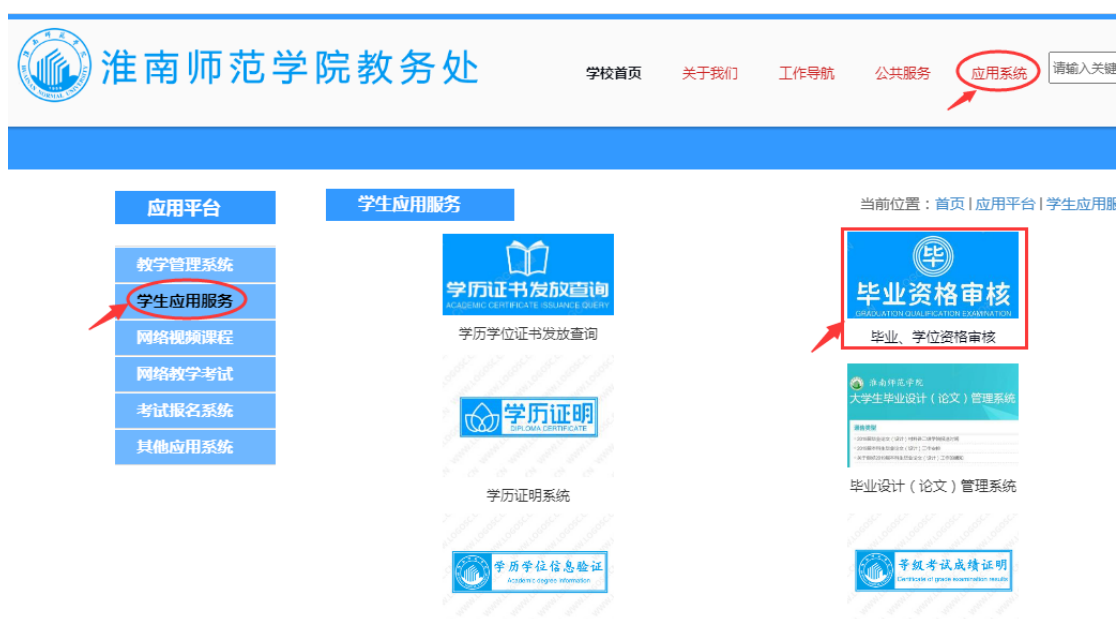 淮南师范学院教务处
学校首页 关于我们 工作导航 公共服务 应用系统 请输入关键
应用平台
学生应用服务
当前位置：首页 | 应用平台 | 学生应用服
教学管理系统
学生应用服务
网络视频课程
网络教学考试
考试报名系统
其他应用系统
学历证书发放查询
ACADEMIC CERTIFICATE ISSUANCE QUERY
学历学位证书发放查询
毕
毕业资格审核
GRADUATION QUALIFICATION EXAMINATION
毕业、学位资格审核
学历证明
DIPLOMA CERTIFICATE
学历证明系统
淮南师范学院
大学生毕业设计（论文）管理系统
毕业设计（论文）管理系统
学历学位信息验证
Academic degree information
等级考试成绩证明
Certificate of grade examination results